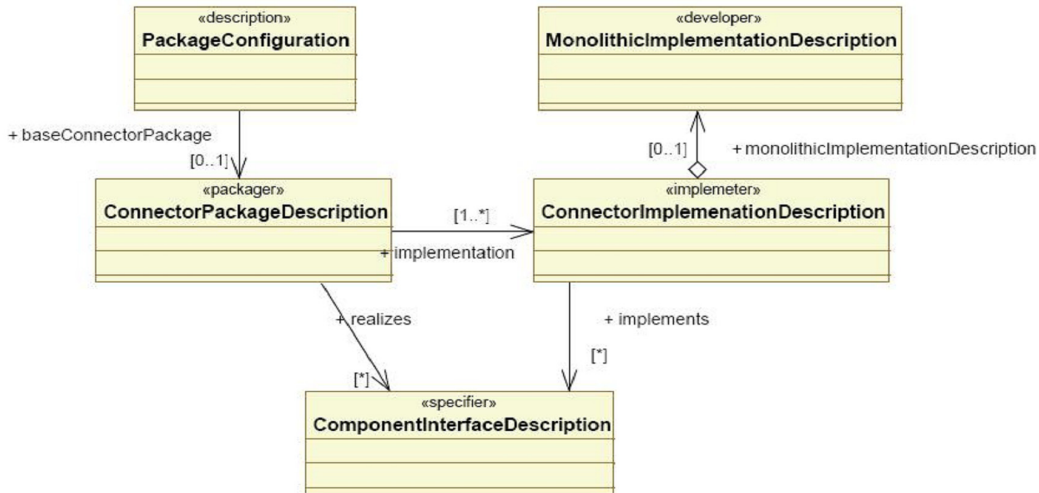 «description»
PackageConfiguration
«developer»
MonolithicImplementationDescription
+ baseConnectorPackage
[0..1]
[0..1]
+ monolithicImplementationDescription
«packager»
ConnectorPackageDescription
«implemeter»
ConnectorImplemenationDescription
[1..*]
+ implementation
+ realizes
+ implements
[*]
[*]
«specifier»
ComponentInterfaceDescription